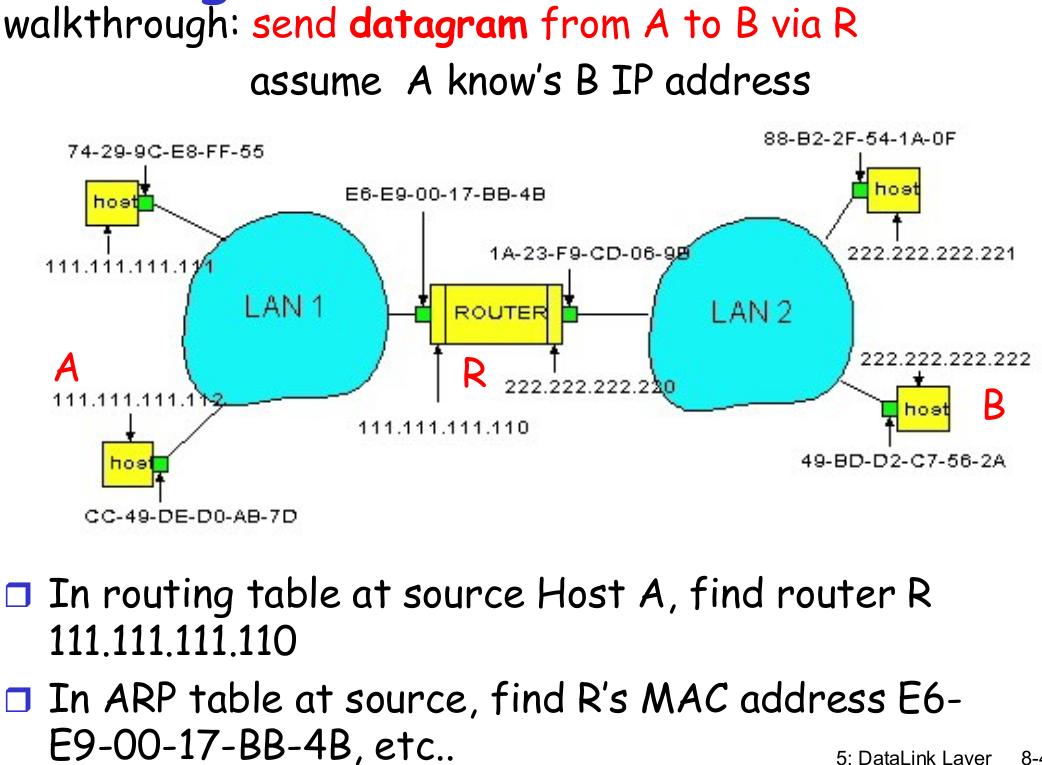 walkthrough: send datagram from A to B via R
assume A know's B IP address
74-29-9C-E8-FF-55
88-B2-2F-54-1A-0F
host
E6-E9-00-17-BB-4B
host
111.111.111.111
1A-23-F9-CD-06-9B
222.222.222.221
LAN 1
ROUTER
LAN 2
A
R
222.222.222.220
222.222.222.222
111.111.111.112
111.111.111.110
host
B
host
49-BD-D2-C7-56-2A
CC-49-DE-D0-AB-7D
In routing table at source Host A, find router R
111.111.111.110
In ARP table at source, find R's MAC address E6-
E9-00-17-BB-4B, etc..
5: DataLink Layer 8-4